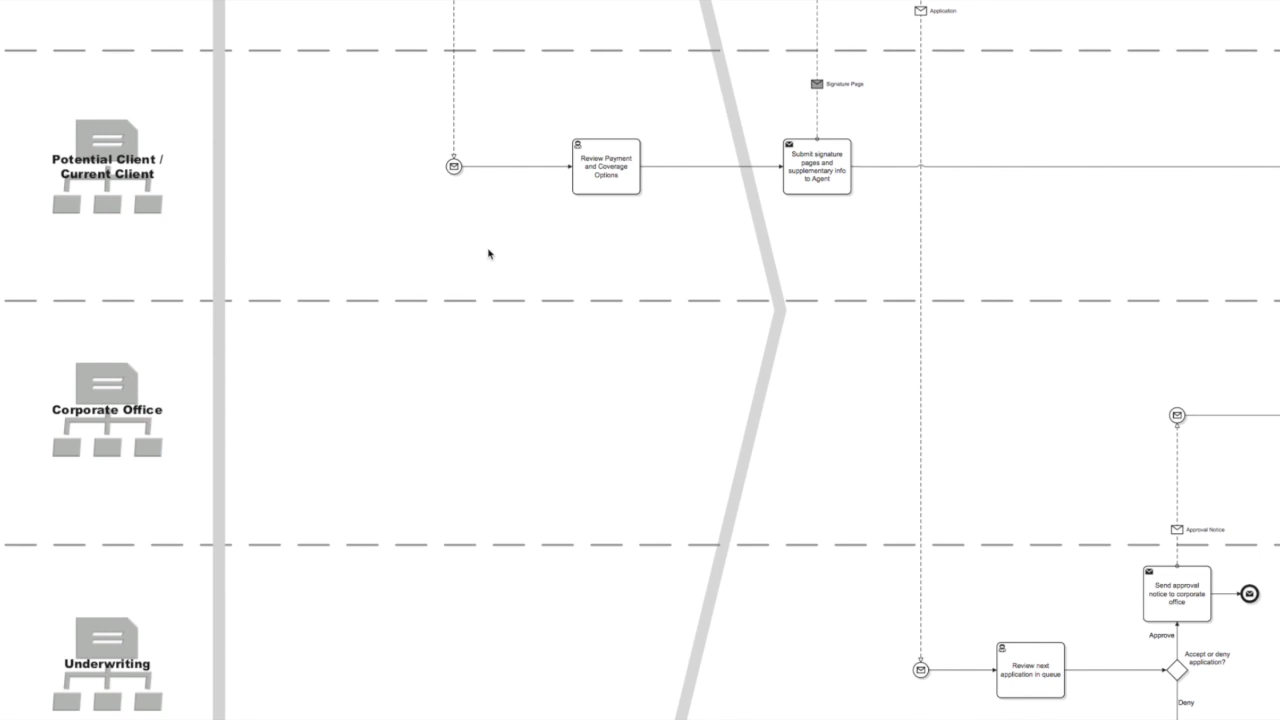 Application
Signature Page
Potential Client /
Current Client
Review Payment
and Coverage
Options
Submit signature
pages and
supplementary info
to Agent
Corporate Office
Approval Notice
Send approval
notice to corporate
office
Approve
Accept or deny
application?
Underwriting
Review next
application in queue
Deny